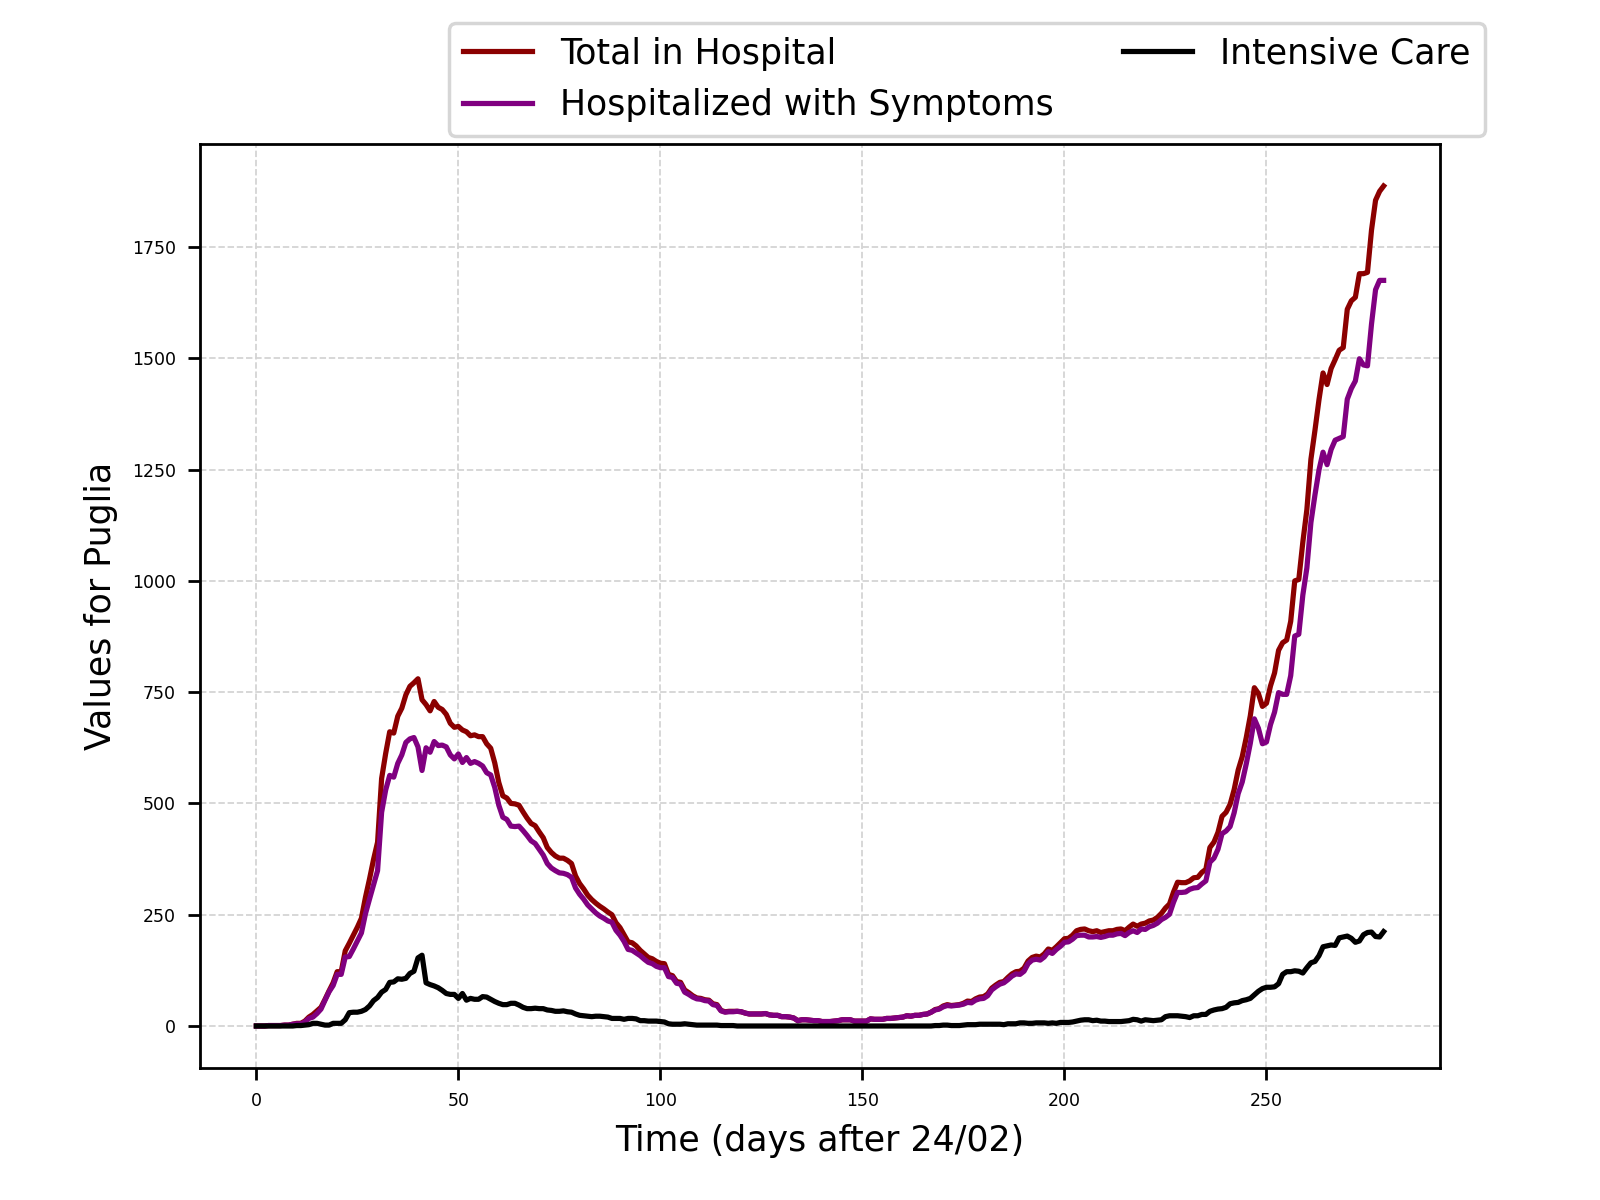 Total in Hospital
Hospitalized with Symptoms
Intensive Care
Values for Puglia
1750
1500
1250
1000
750
500
250
0
0 50 100 150 200 250
Time (days after 24/02)